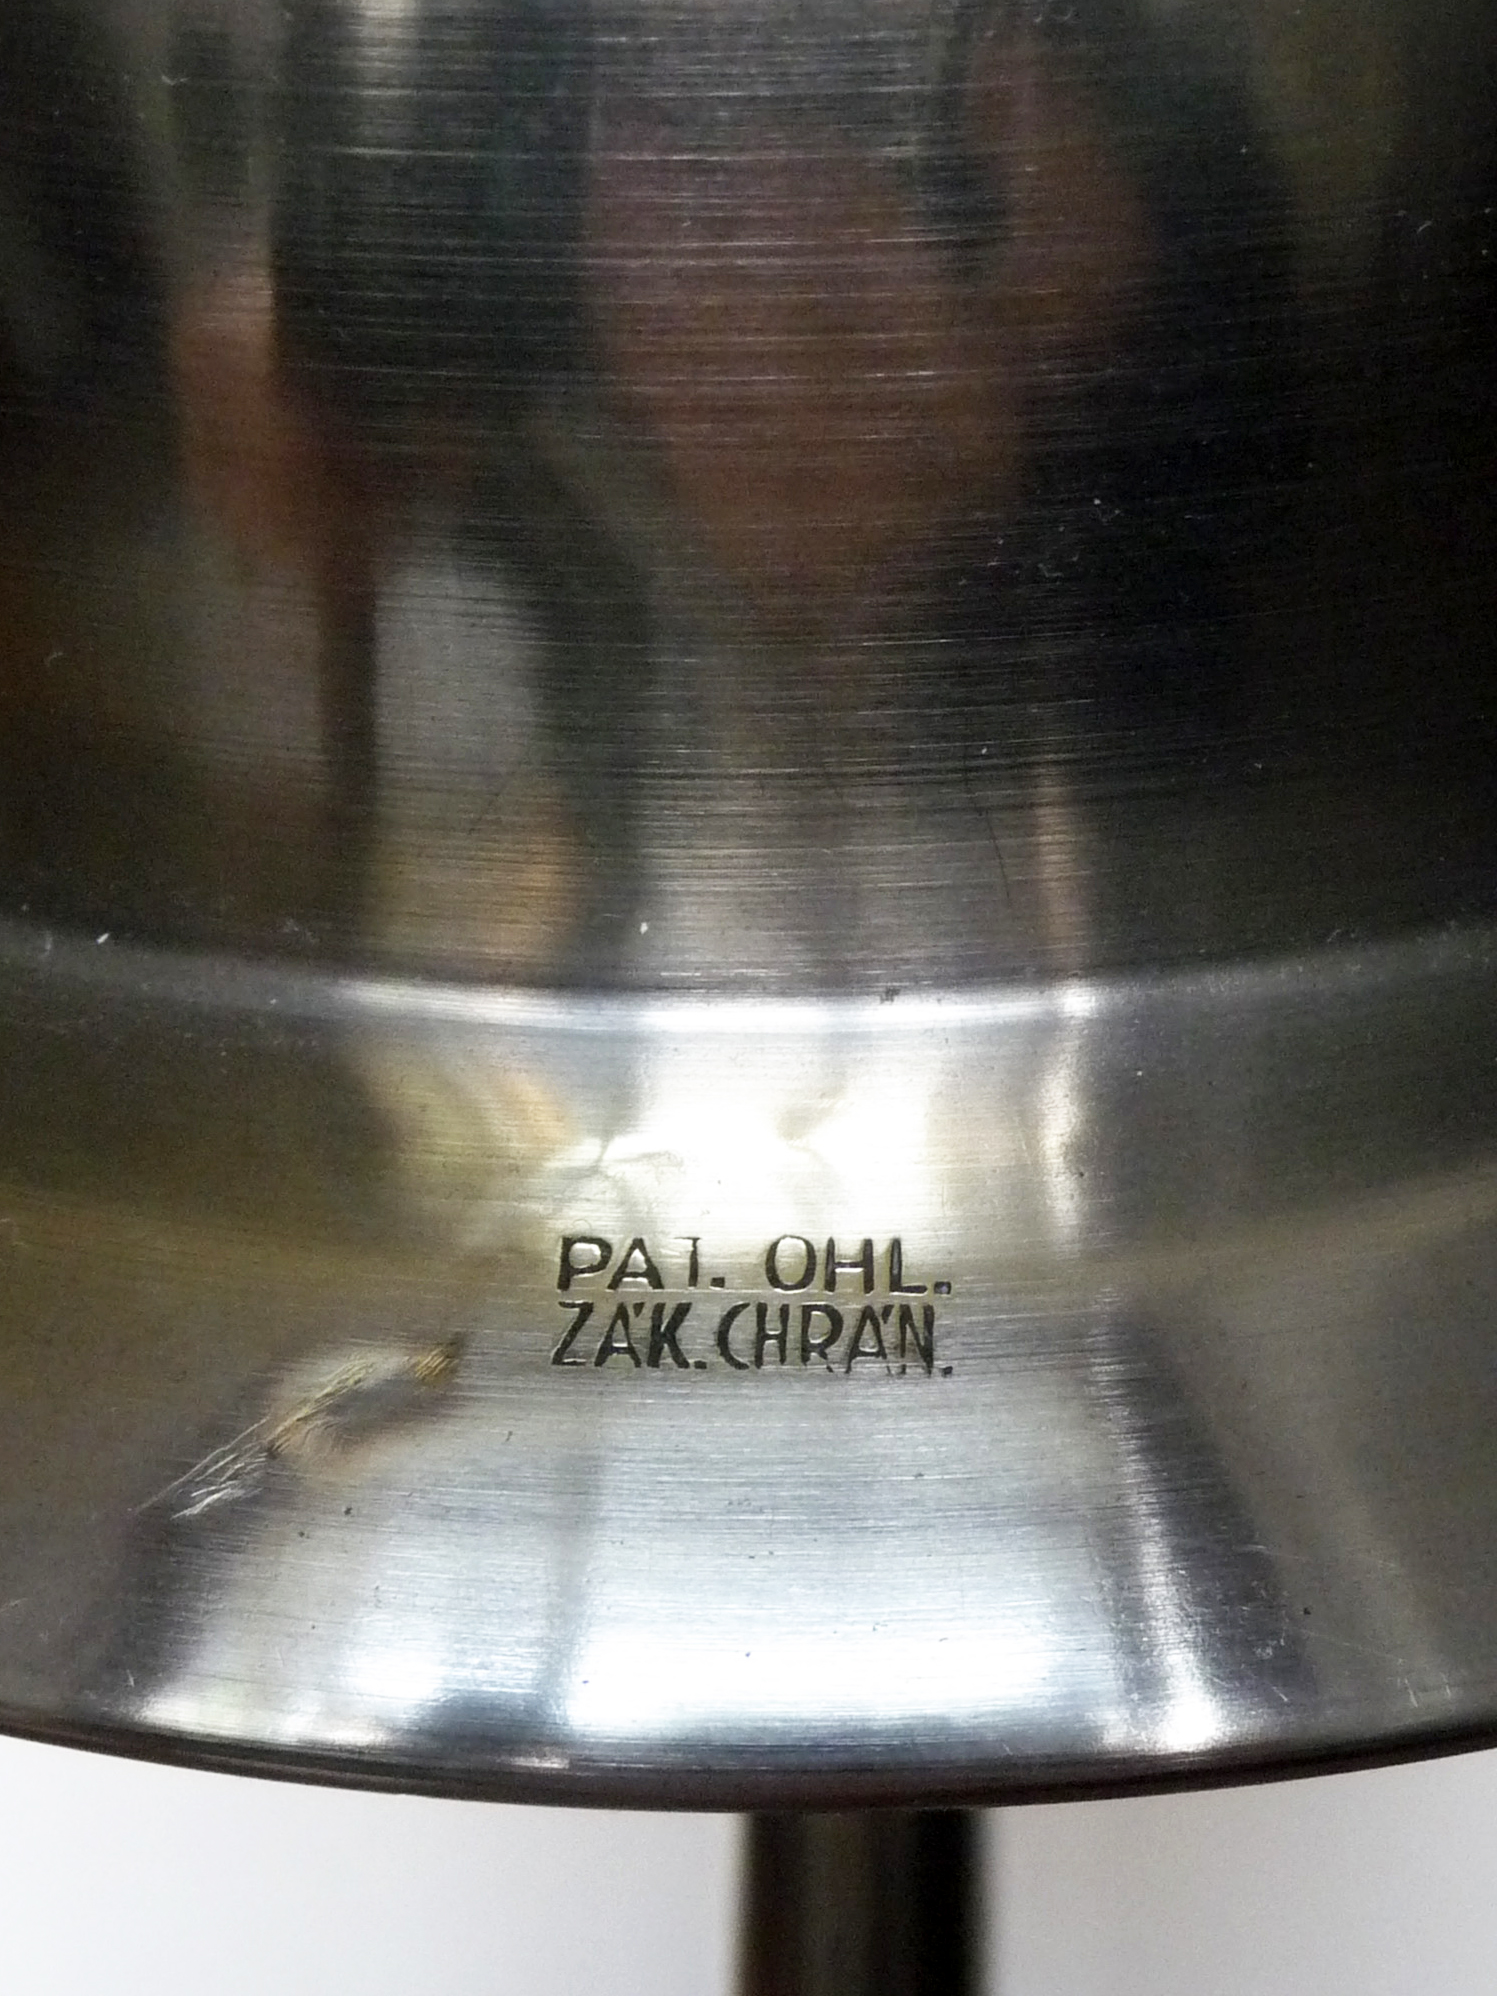 PAT. OHL.
ZÁK. CHRÁN.